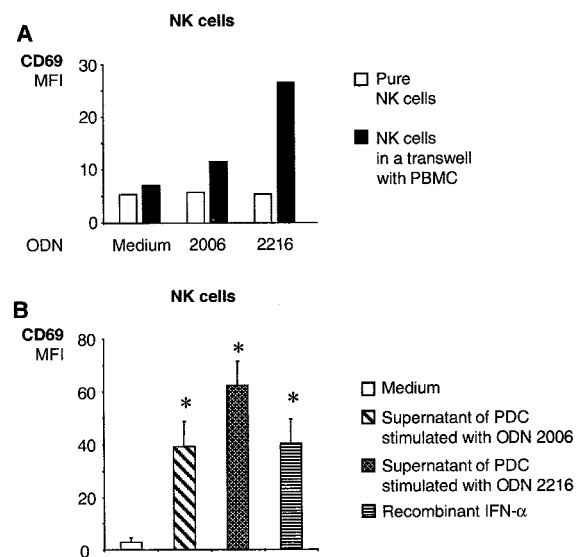 A
NK cells
CD69
MFI
30
20
10
0
Pure
NK cells
NK cells
in a transwell
with PBMC
ODN
Medium
2006
2216
B
NK cells
CD69
MFI
80
60
40
20
0
*
*
*
Medium
Supernatant of PDC
stimulated with ODN 2006
Supernatant of PDC
stimulated with ODN 2216
Recombinant IFN-α